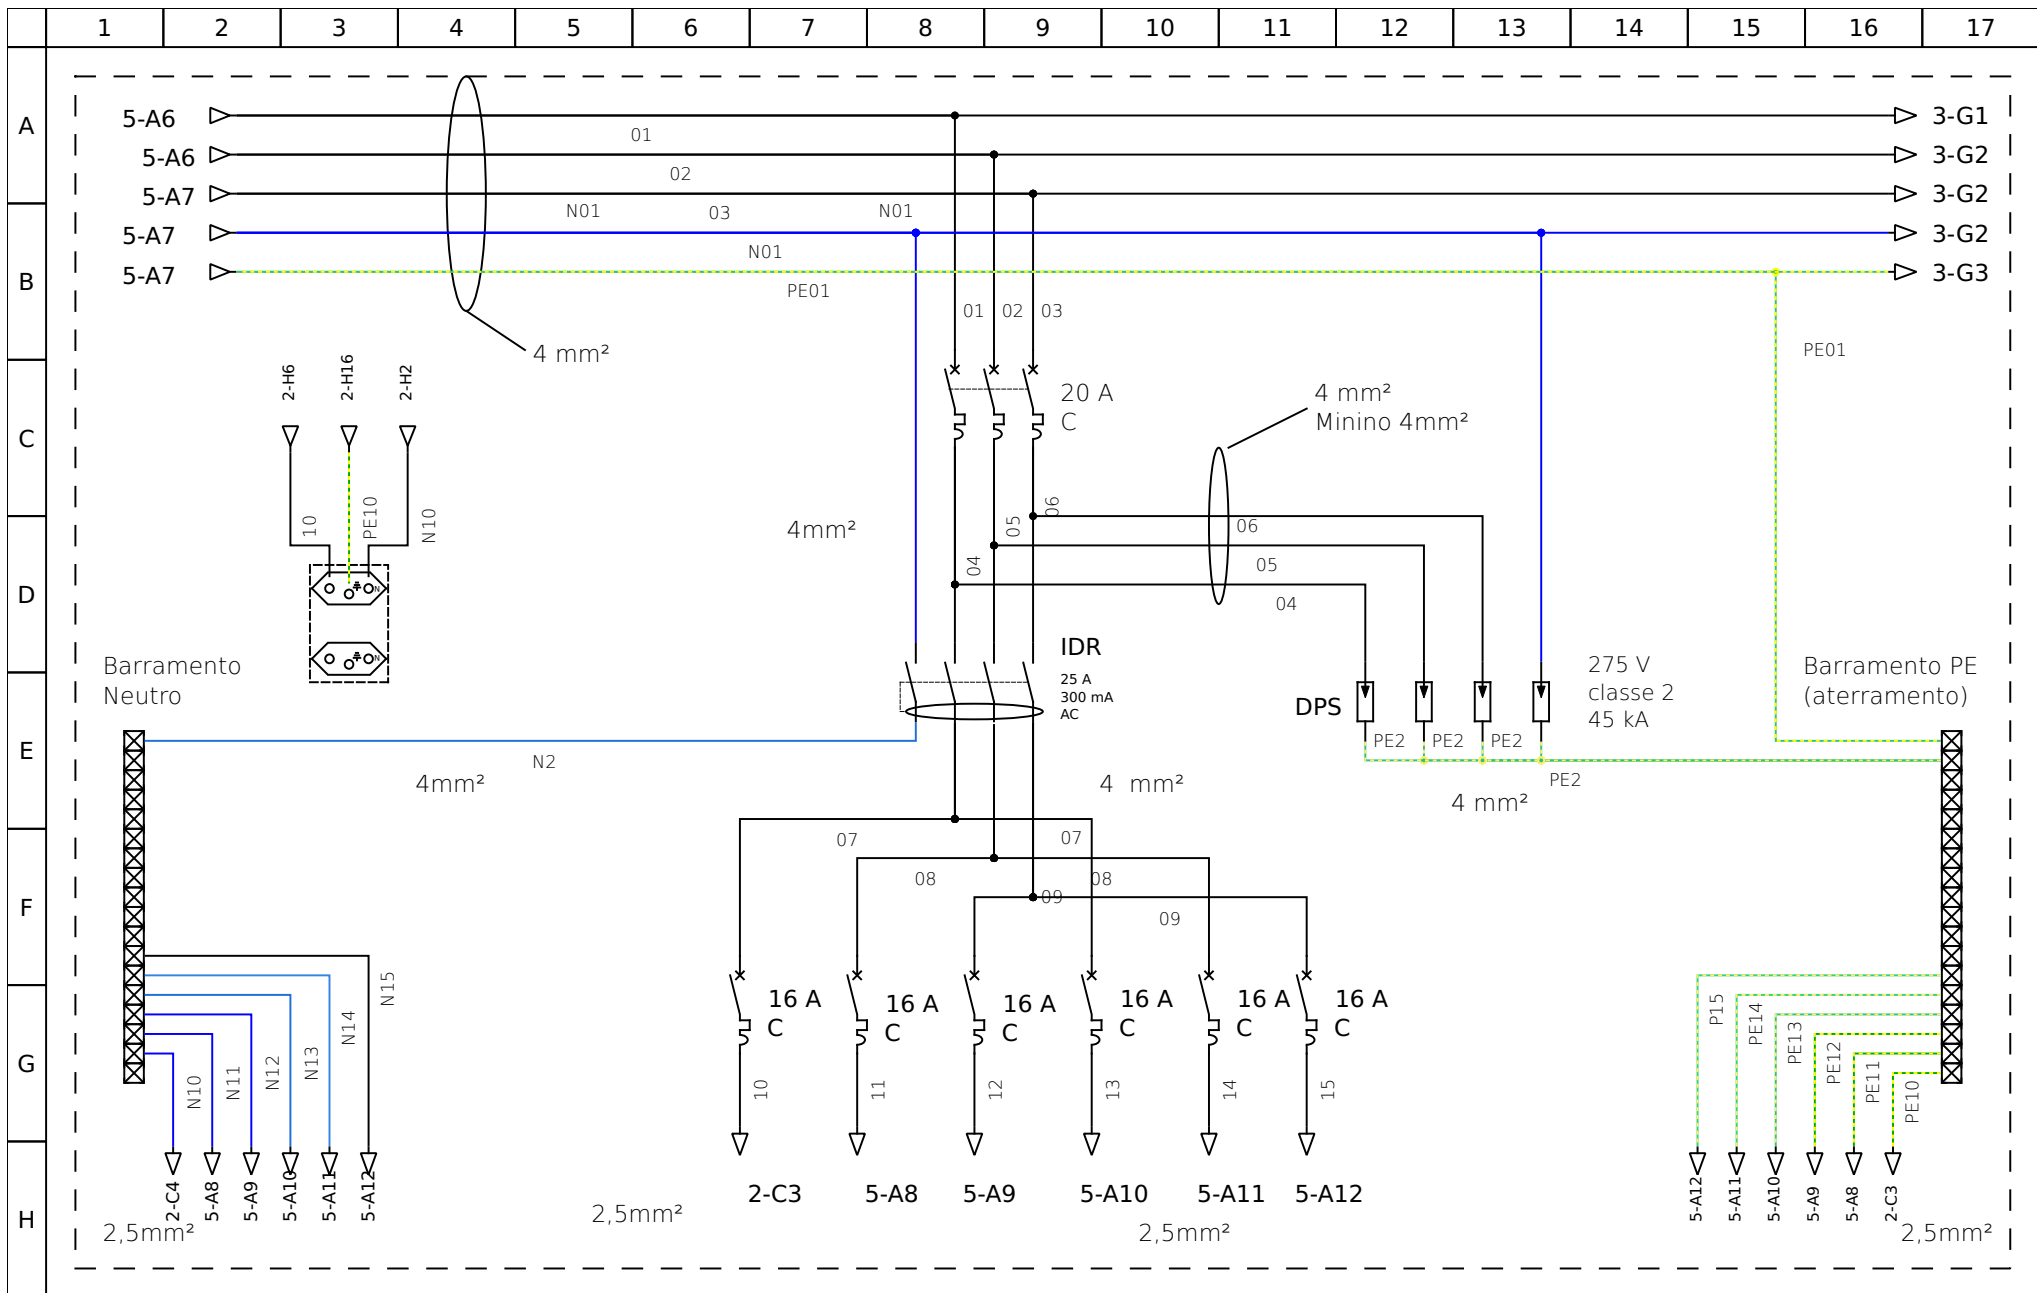 1 2 3 4 5 6 7 8 9 10 11 12 13 14 15 16 17
A
5-A6
01
3-G1
5-A6
02
3-G2
5-A7
N01
03
N01
3-G2
5-A7
N01
3-G2
B
5-A7
PE01
3-G3
01
02
03
PE01
4 mm²
2-H6
2-H16
2-H2
20 A
C
4 mm²
Minino 4mm²
C
10
PE10
N10
4mm²
04
05
06
06
05
04
D
N
N
IDR
25 A
300 mA
AC
Barramento
Neutro
DPS
275 V
classe 2
45 kA
Barramento PE
(aterramento)
E
N2
PE2
PE2
PE2
PE2
4mm²
4 mm²
4 mm²
07
07
08
08
09
09
F
N15
N14
N13
N12
N11
N10
16 A
C
16 A
C
16 A
C
16 A
C
16 A
C
16 A
C
P15
PE14
PE13
PE12
PE11
PE10
G
10
11
12
13
14
15
2-C4
5-A8
5-A9
5-A10
5-A11
5-A12
2-C3
5-A8
5-A9
5-A10
5-A11
5-A12
5-A12
5-A11
5-A10
5-A9
5-A8
2-C3
H
2,5mm²
2,5mm²
2,5mm²
2,5mm²